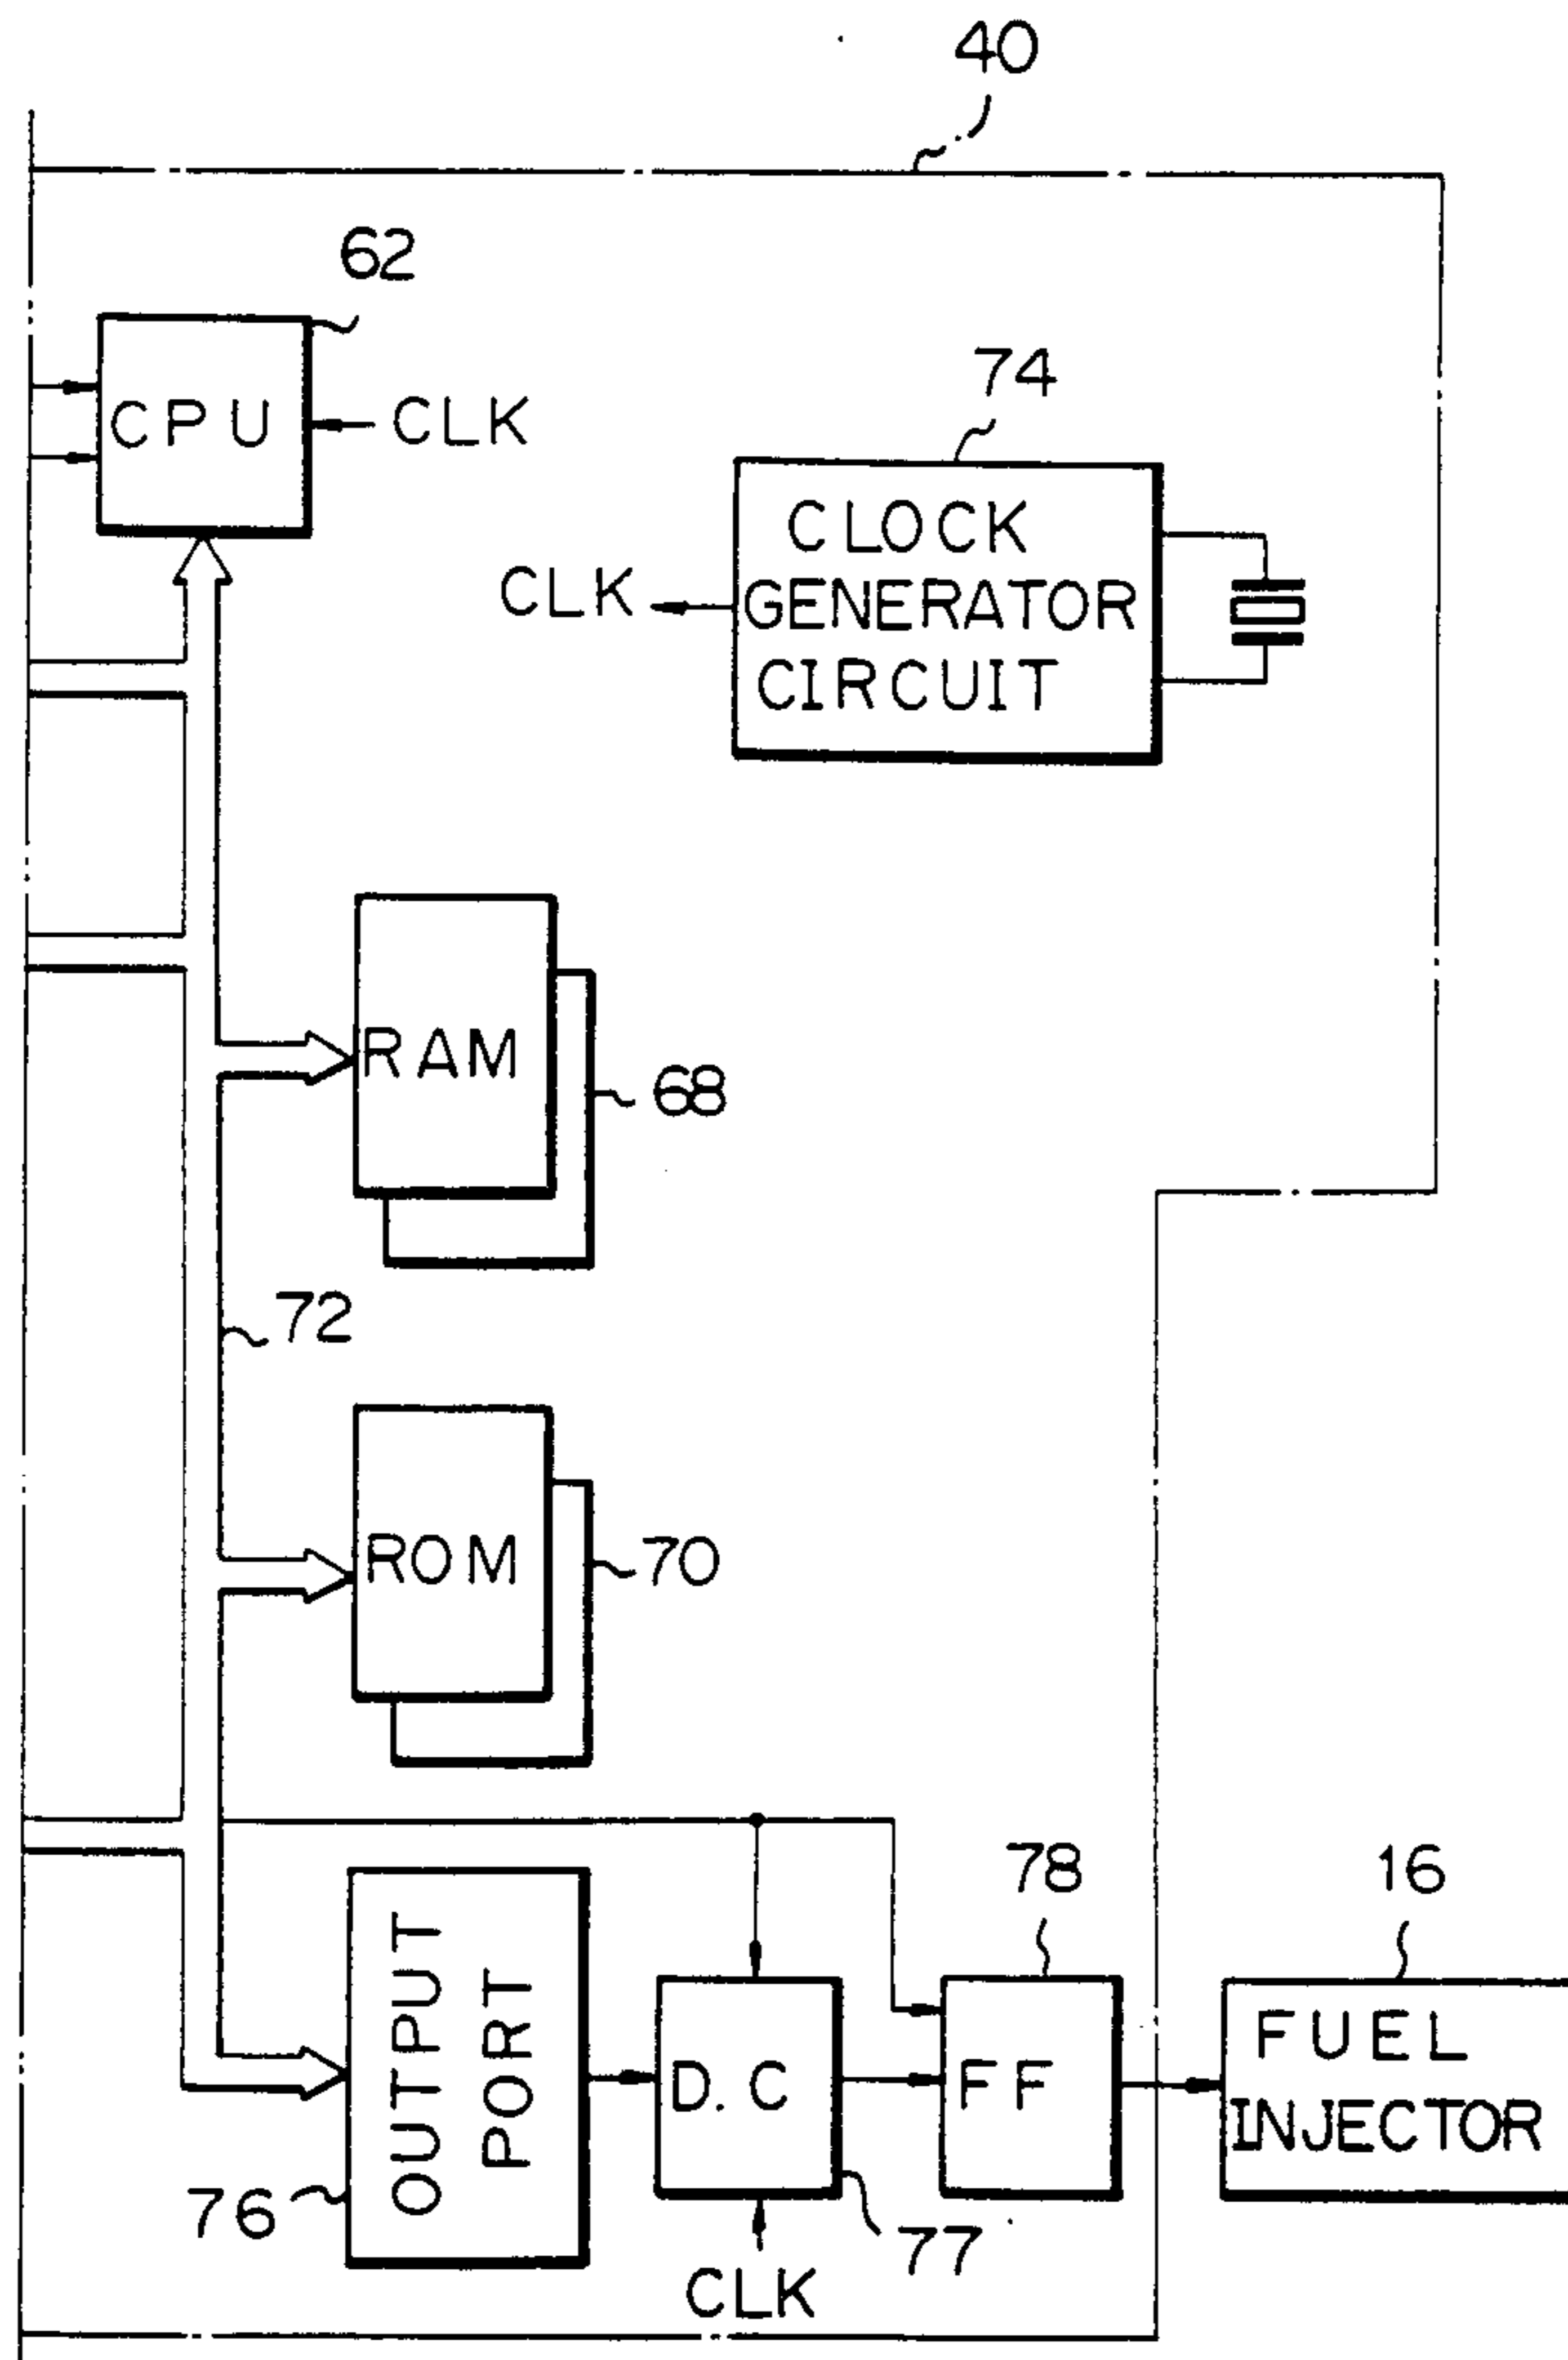 40
62
CPU
CLK
74
CLOCK
GENERATOR
CIRCUIT
CLK
RAM
68
72
ROM
70
78
16
OUTPUT
PORT
D.C
FF
FUEL
INJECTOR
76
77
CLK